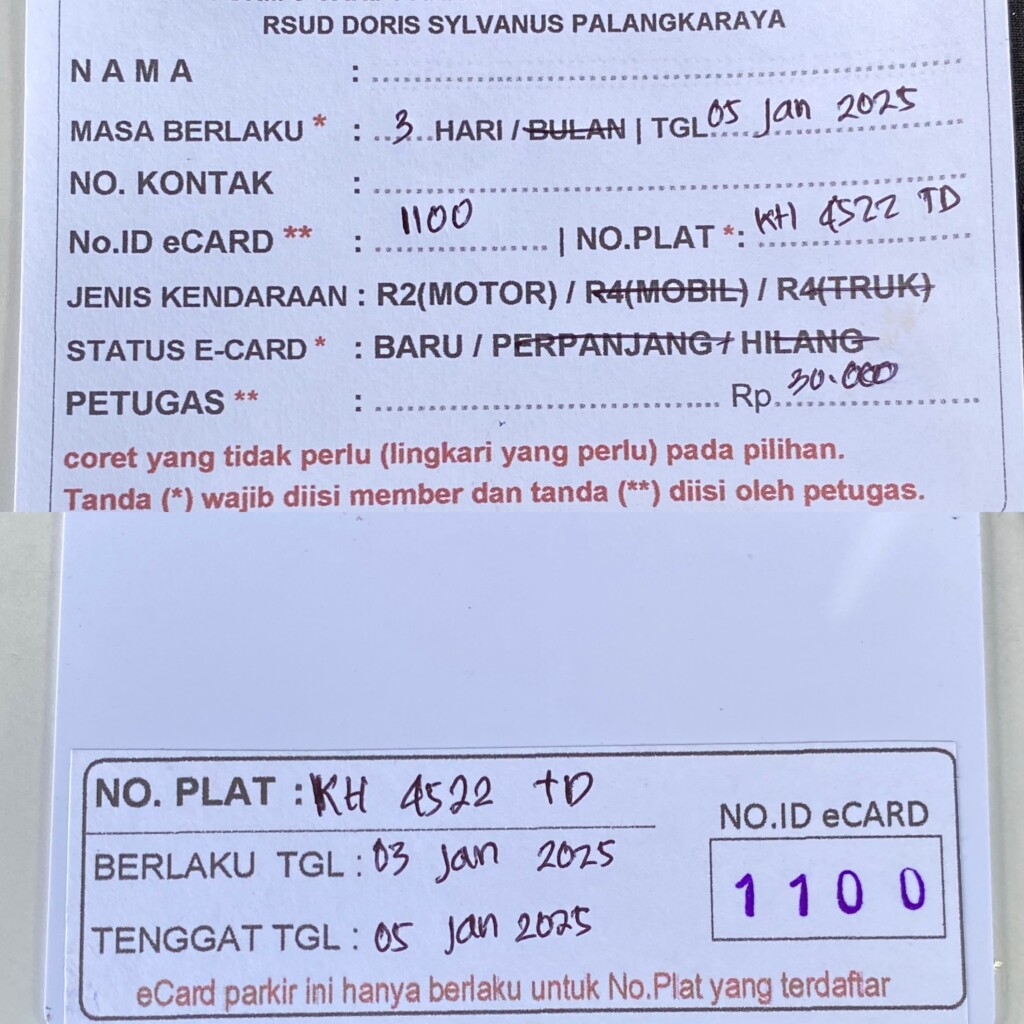 RSUD DORIS SYLVANUS PALANGKARAYA
N A M A :
MASA BERLAKU * : 3 HARI / BULAN | TGL 05 Jan 2025
NO. KONTAK :
No.ID eCARD ** : 1100 | NO.PLAT *: KH 4522 TD
JENIS KENDARAAN : R2(MOTOR) / R4(MOBIL) / R4(TRUK)
STATUS E-CARD * : BARU / PERPANJANG / HILANG
PETUGAS ** : Rp. 30.000
coret yang tidak perlu (lingkari yang perlu) pada pilihan.
Tanda (*) wajib diisi member dan tanda (**) diisi oleh petugas.
NO. PLAT : KH 4522 TD
BERLAKU TGL : 03 Jan 2025
TENGGAT TGL : 05 Jan 2025
NO.ID eCARD
1100
eCard parkir ini hanya berlaku untuk No.Plat yang terdaftar